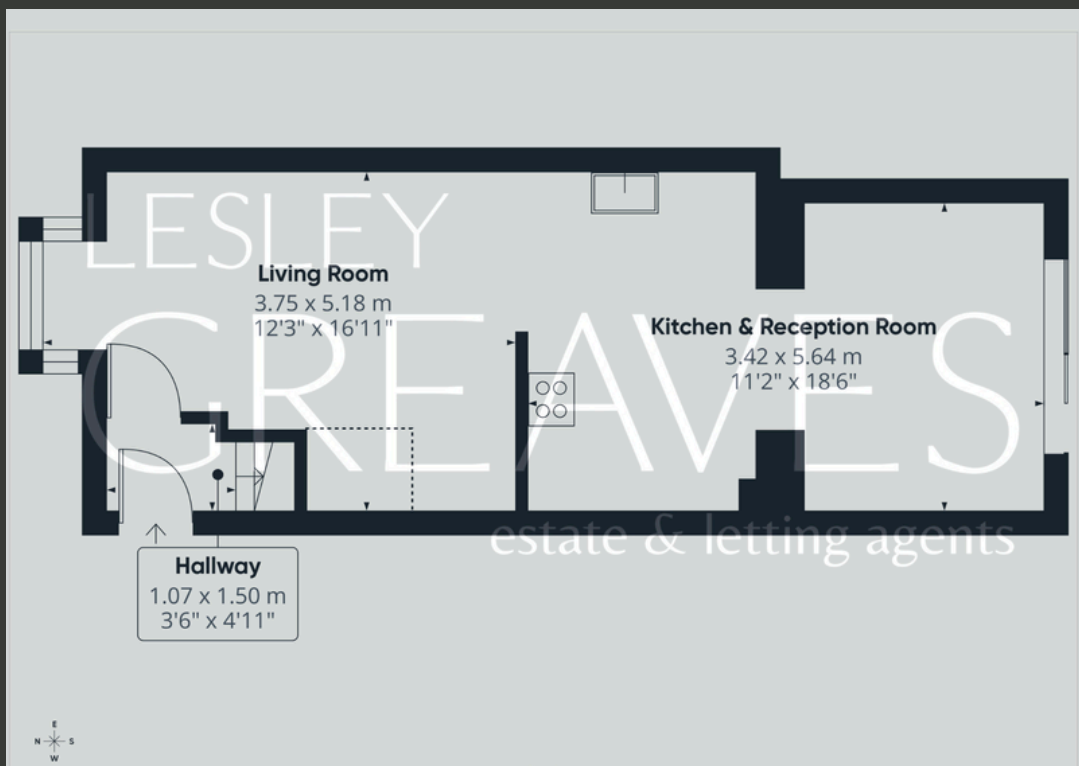 LESLEY
GREAVES
estate & letting agents
Living Room
3.75 x 5.18 m
12'3" x 16'11"
Kitchen & Reception Room
3.42 x 5.64 m
11'2" x 18'6"
Hallway
1.07 x 1.50 m
3'6" x 4'11"
E
N S
W